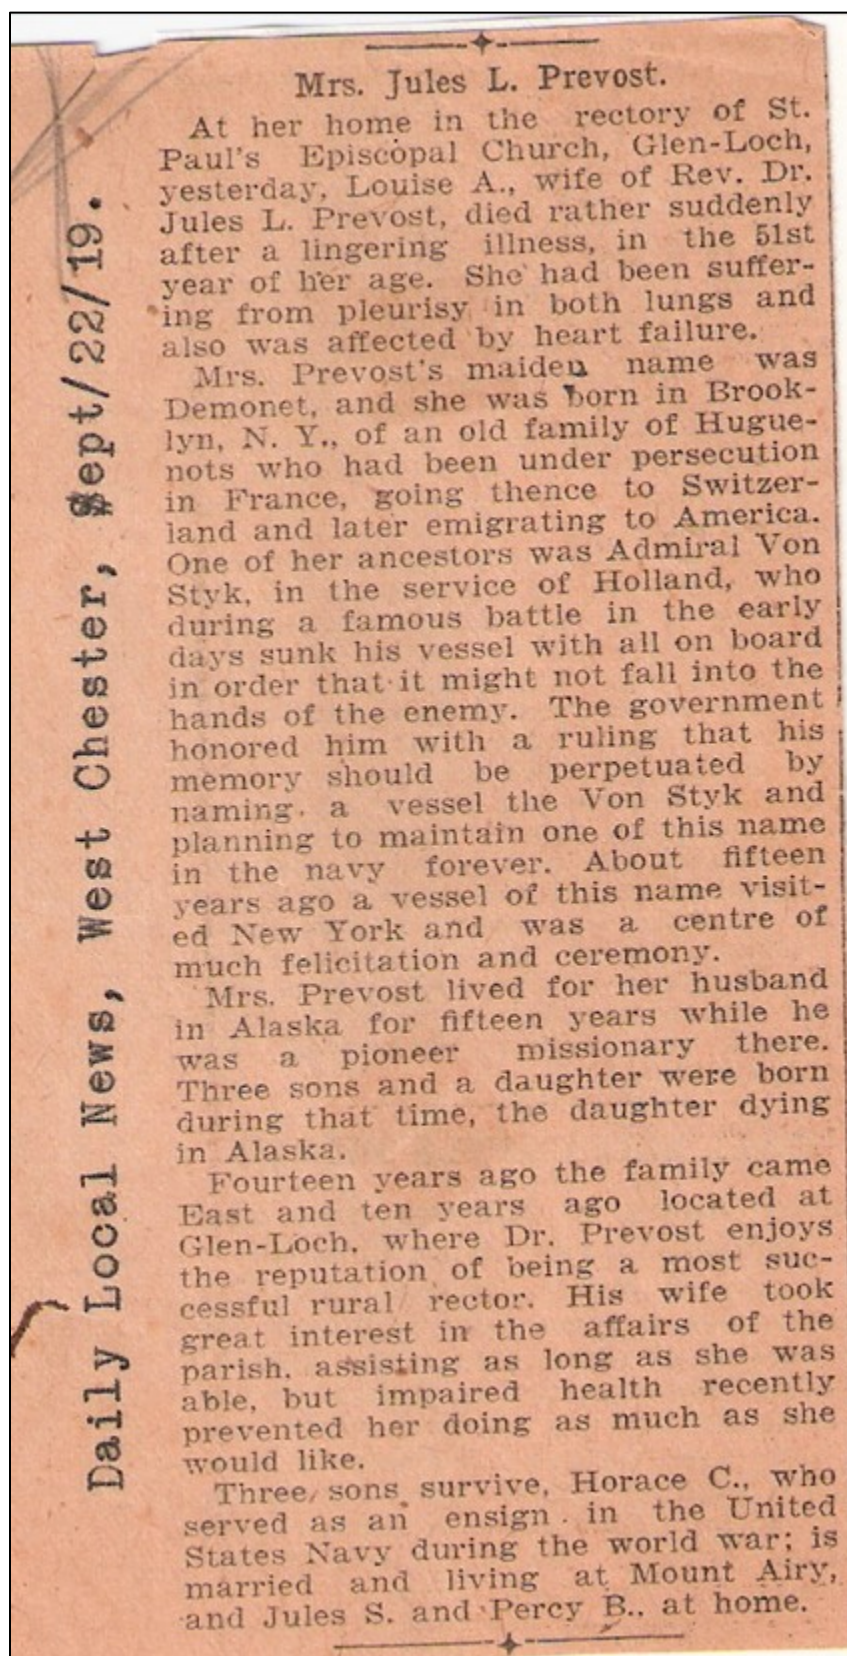 Daily Local News, West Chester, Sept/22/19.
Mrs. Jules L. Prevost.
At her home in the rectory of St.
Paul's Episcopal Church, Glen-Loch,
yesterday, Louise A., wife of Rev. Dr.
Jules L. Prevost, died rather suddenly
after a lingering illness, in the 51st
year of her age. She had been suffer-
ing from pleurisy in both lungs and
also was affected by heart failure.
Mrs. Prevost's maiden name was
Demonet, and she was born in Brook-
lyn, N. Y., of an old family of Hugue-
nots who had been under persecution
in France, going thence to Switzer-
land and later emigrating to America.
One of her ancestors was Admiral Von
Styk, in the service of Holland, who
during a famous battle in the early
days sunk his vessel with all on board
in order that it might not fall into the
hands of the enemy. The government
honored him with a ruling that his
memory should be perpetuated by
naming a vessel the Von Styk and
planning to maintain one of this name
in the navy forever. About fifteen
years ago a vessel of this name visit-
ed New York and was a centre of
much felicitation and ceremony.
Mrs. Prevost lived for her husband
in Alaska for fifteen years while he
was a pioneer missionary there.
Three sons and a daughter were born
during that time, the daughter dying
in Alaska.
Fourteen years ago the family came
East and ten years ago located at
Glen-Loch, where Dr. Prevost enjoys
the reputation of being a most suc-
cessful rural rector. His wife took
great interest in the affairs of the
parish, assisting as long as she was
able, but impaired health recently
prevented her doing as much as she
would like.
Three sons survive, Horace C., who
served as an ensign in the United
States Navy during the world war; is
married and living at Mount Airy,
and Jules S. and Percy B., at home.